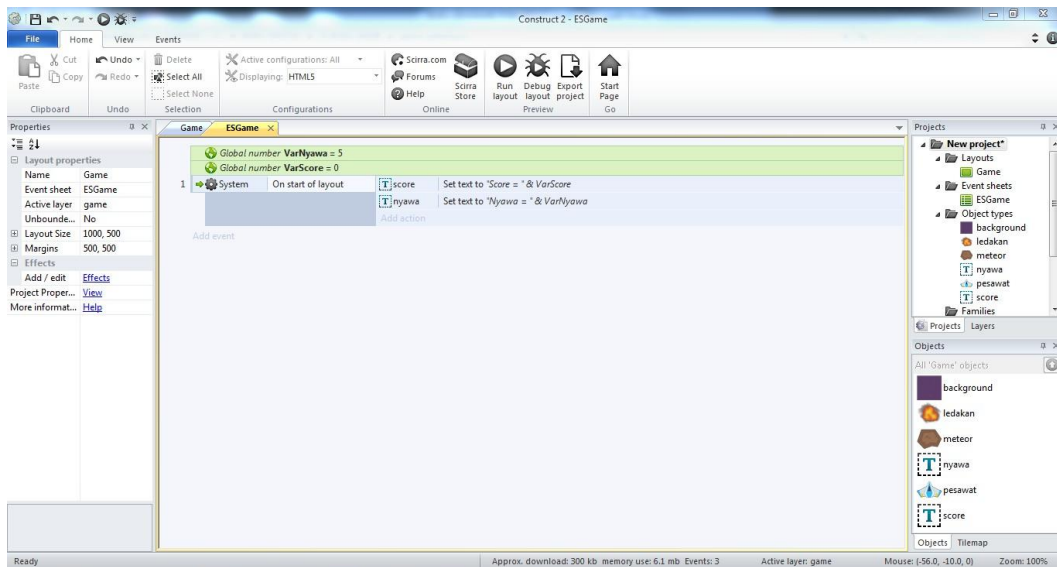 Construct 2 - ESGame
File Home View Events
Paste
Cut
Copy
Clipboard
Undo
Redo
Undo
Delete
Select All
Select None
Selection
Active configurations: All
Displaying: HTML5
Configurations
Scirra.com
Forums
Help
Scirra Store
Online
Run layout
Debug layout
Export project
Preview
Start Page
Go
Properties
Layout properties
Name Game
Event sheet ESGame
Active layer game
Unbounde... No
Layout Size 1000, 500
Margins 500, 500
Effects
Add / edit Effects
Project Proper... View
More informat... Help
Game ESGame
Global number VarNyawa = 5
Global number VarScore = 0
1 System On start of layout T score Set text to "Score = " & VarScore
T nyawa Set text to "Nyawa = " & VarNyawa
Add action
Add event
Projects
New project*
Layouts
Game
Event sheets
ESGame
Object types
background
ledakan
meteor
T nyawa
pesawat
T score
Families
Projects Layers
Objects
All 'Game' objects
background
ledakan
meteor
T nyawa
pesawat
T score
Objects Tilemap
Ready Approx. download: 300 kb memory use: 6.1 mb Events: 3 Active layer: game Mouse: (-56.0, -10.0, 0) Zoom: 100%